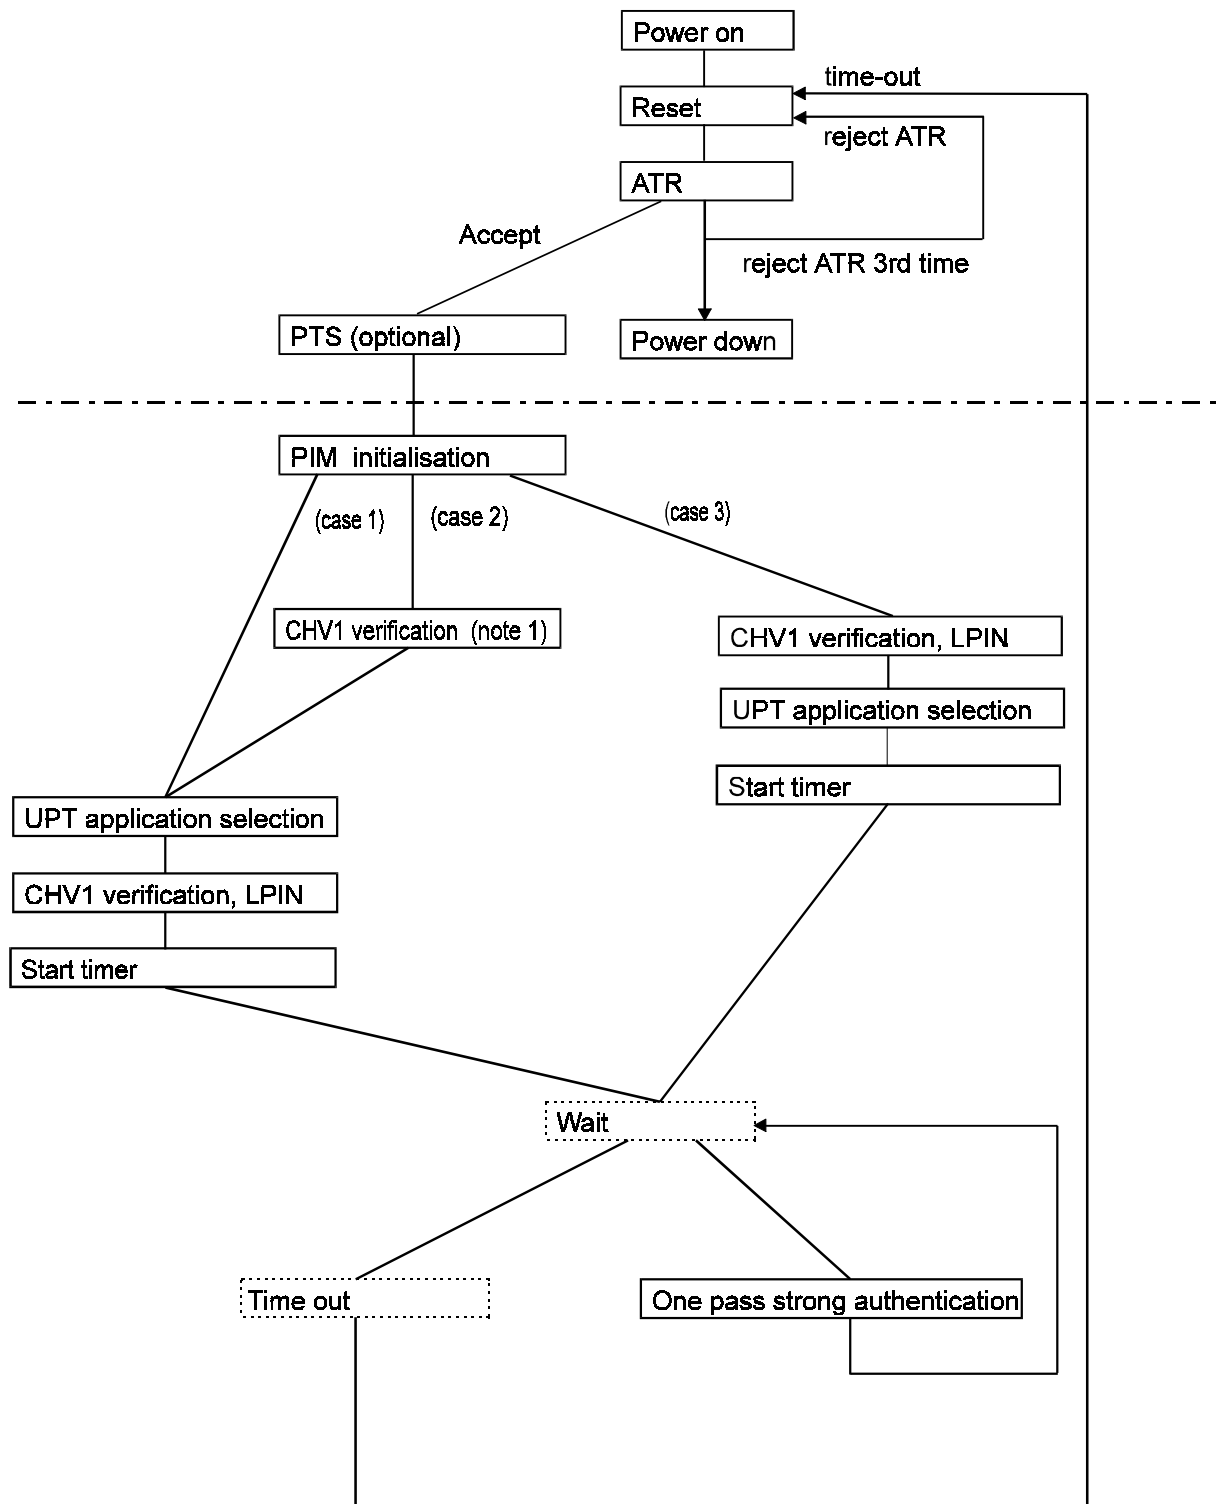 Power on
time-out
Reset
reject ATR
ATR
Accept
reject ATR 3rd time
PTS (optional)
Power down
PIM initialisation
(case 1)
(case 2)
(case 3)
CHV1 verification (note 1)
CHV1 verification, LPIN
UPT application selection
Start timer
UPT application selection
CHV1 verification, LPIN
Start timer
Wait
Time out
One pass strong authentication